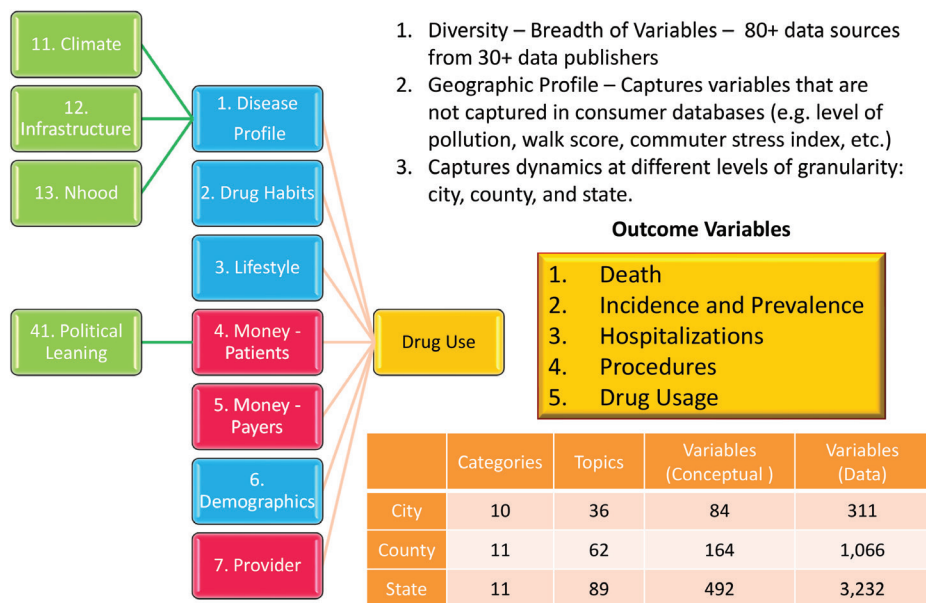 11. Climate
12.
Infrastructure
13. Nhood
41. Political
Leaning
1. Disease
Profile
2. Drug Habits
3. Lifestyle
4. Money -
Patients
5. Money -
Payers
6.
Demographics
7. Provider
Drug Use
1. Diversity – Breadth of Variables – 80+ data sources
from 30+ data publishers
2. Geographic Profile – Captures variables that are
not captured in consumer databases (e.g. level of
pollution, walk score, commuter stress index, etc.)
3. Captures dynamics at different levels of granularity:
city, county, and state.
Outcome Variables
1. Death
2. Incidence and Prevalence
3. Hospitalizations
4. Procedures
5. Drug Usage
Categories Topics Variables (Conceptual ) Variables (Data)
City 10 36 84 311
County 11 62 164 1,066
State 11 89 492 3,232